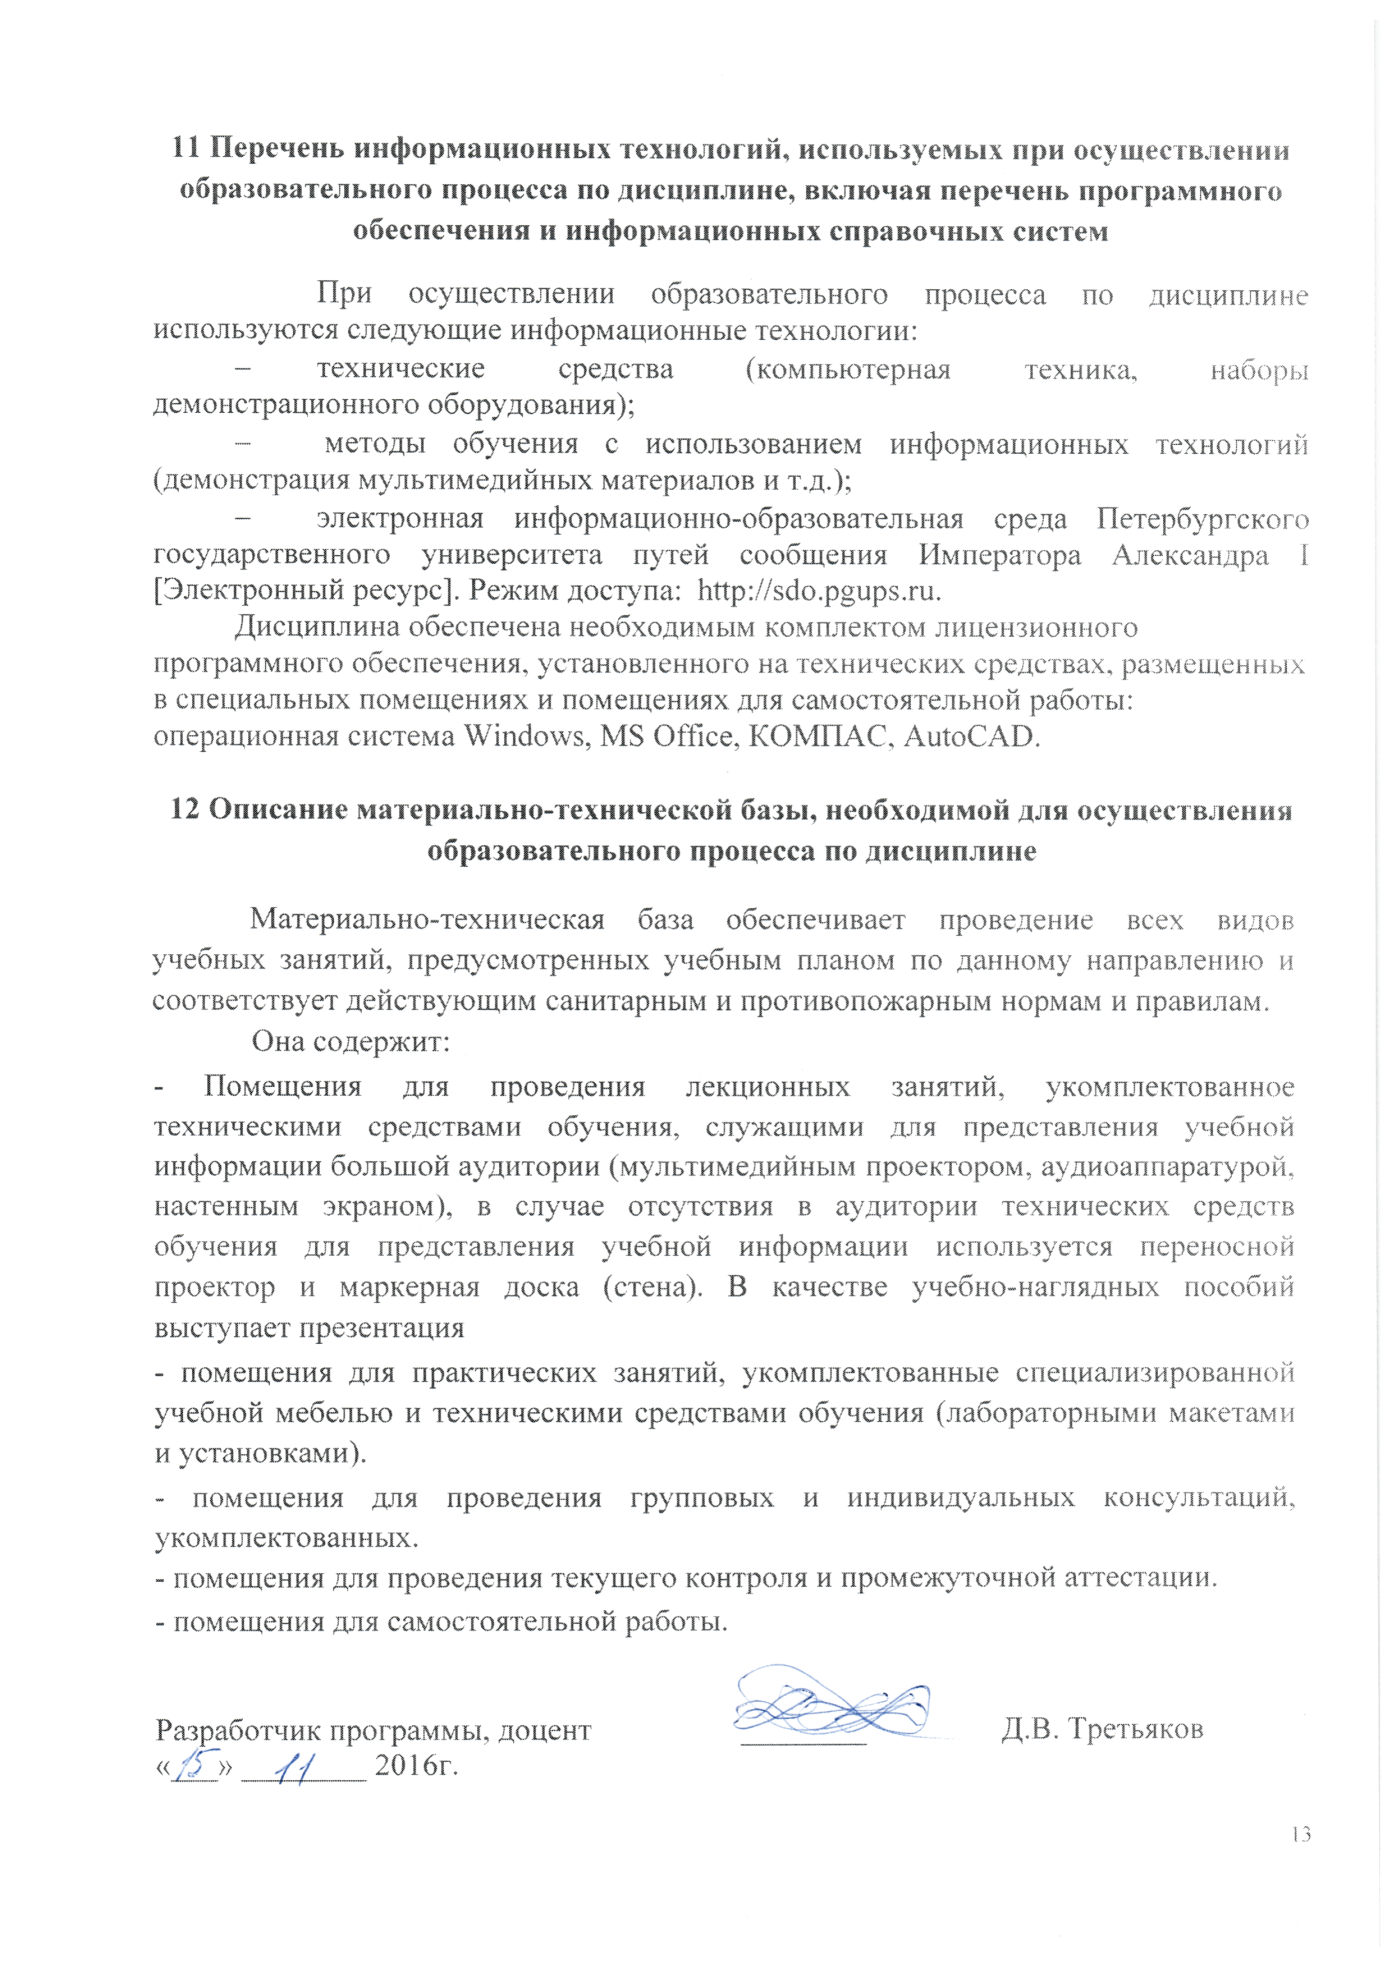 11 Перечень информационных технологий, используемых при осуществлении
образовательного процесса по дисциплине, включая перечень программного
обеспечения и информационных справочных систем
При осуществлении образовательного процесса по дисциплине
используются следующие информационные технологии:
– технические средства (компьютерная техника, наборы
демонстрационного оборудования);
– методы обучения с использованием информационных технологий
(демонстрация мультимедийных материалов и т.д.);
– электронная информационно-образовательная среда Петербургского
государственного университета путей сообщения Императора Александра I
[Электронный ресурс]. Режим доступа: http://sdo.pgups.ru.
Дисциплина обеспечена необходимым комплектом лицензионного
программного обеспечения, установленного на технических средствах, размещенных
в специальных помещениях и помещениях для самостоятельной работы:
операционная система Windows, MS Office, КОМПАС, AutoCAD.
12 Описание материально-технической базы, необходимой для осуществления
образовательного процесса по дисциплине
Материально-техническая база обеспечивает проведение всех видов
учебных занятий, предусмотренных учебным планом по данному направлению и
соответствует действующим санитарным и противопожарным нормам и правилам.
Она содержит:
- Помещения для проведения лекционных занятий, укомплектованное
техническими средствами обучения, служащими для представления учебной
информации большой аудитории (мультимедийным проектором, аудиоаппаратурой,
настенным экраном), в случае отсутствия в аудитории технических средств
обучения для представления учебной информации используется переносной
проектор и маркерная доска (стена). В качестве учебно-наглядных пособий
выступает презентация
- помещения для практических занятий, укомплектованные специализированной
учебной мебелью и техническими средствами обучения (лабораторными макетами
и установками).
- помещения для проведения групповых и индивидуальных консультаций,
укомплектованных.
- помещения для проведения текущего контроля и промежуточной аттестации.
- помещения для самостоятельной работы.
Разработчик программы, доцент _________ Д.В. Третьяков
«15» 11 2016г.
13